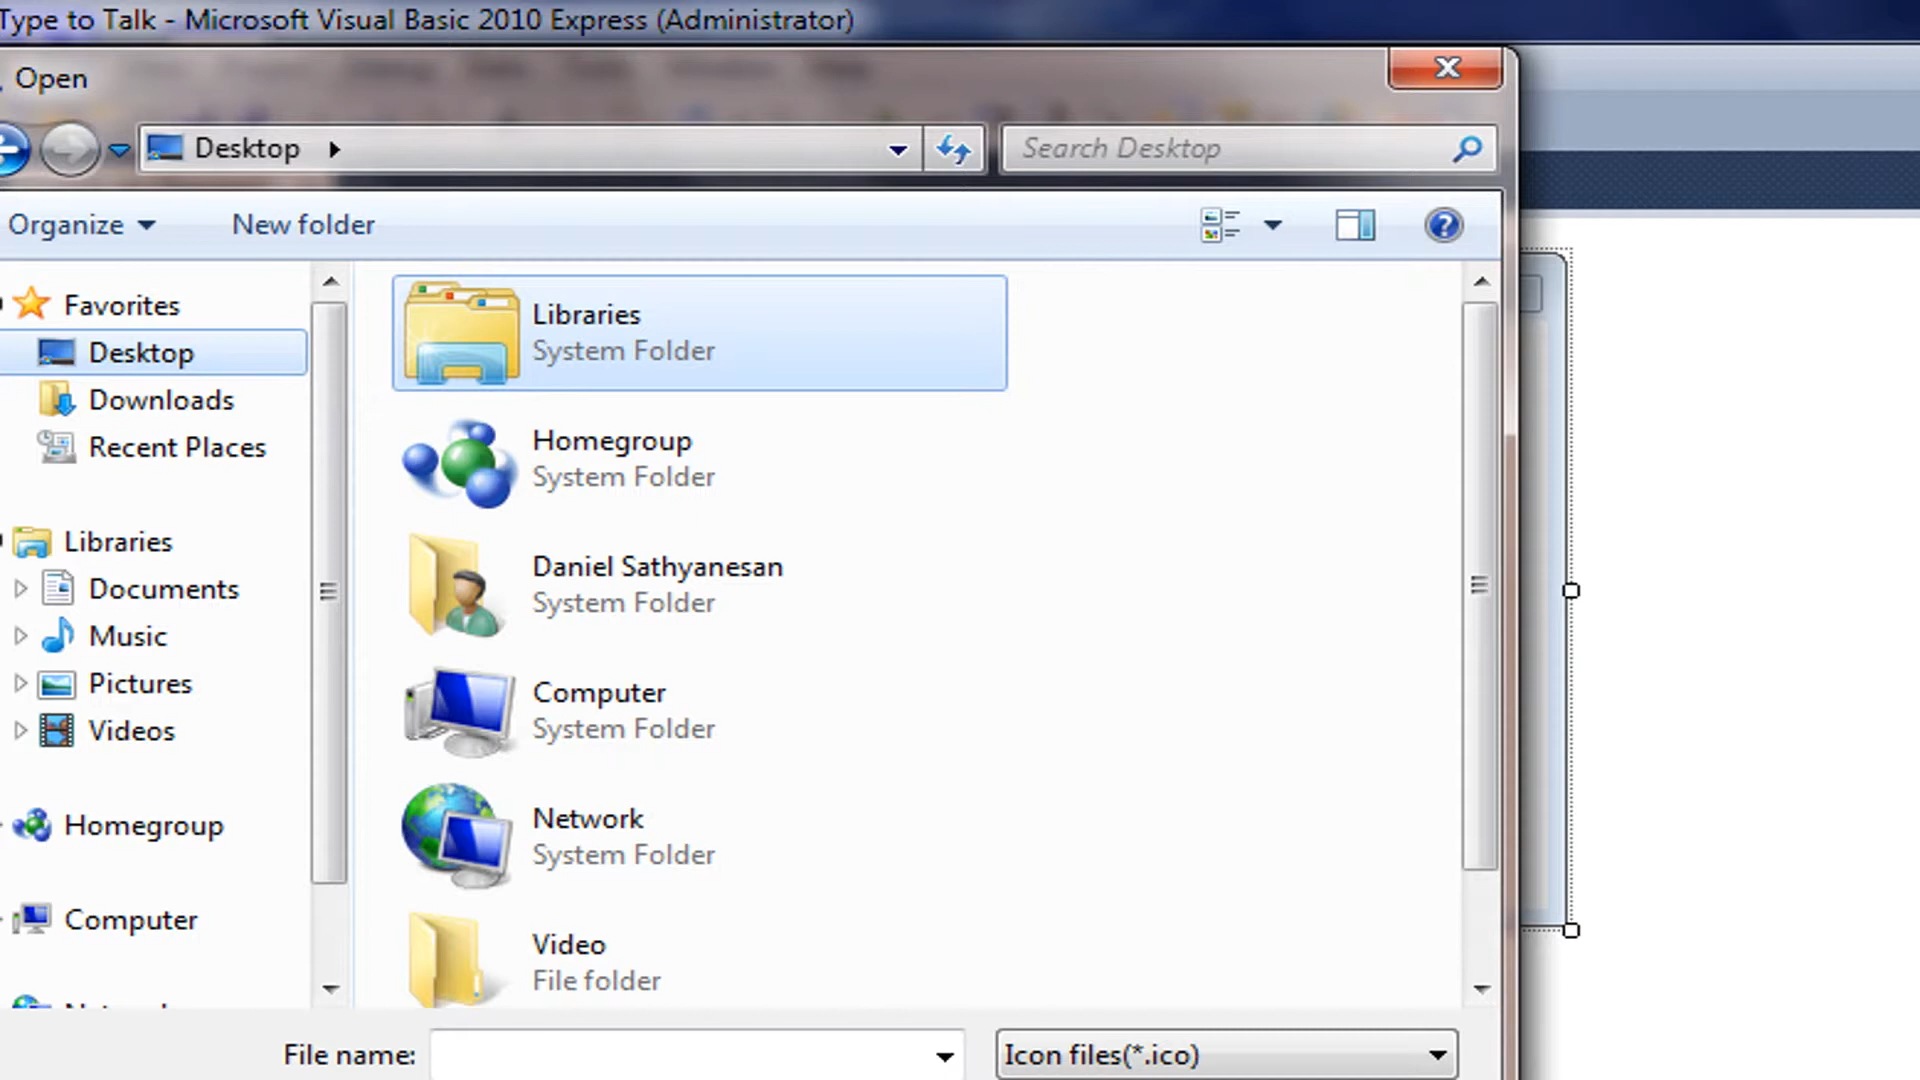 Type to Talk - Microsoft Visual Basic 2010 Express (Administrator)
Open
Desktop
Search Desktop
Organize
New folder
Favorites
Desktop
Downloads
Recent Places
Libraries
Documents
Music
Pictures
Videos
Homegroup
Computer
Libraries
System Folder
Homegroup
System Folder
Daniel Sathyanesan
System Folder
Computer
System Folder
Network
System Folder
Video
File folder
File name:
Icon files(*.ico)